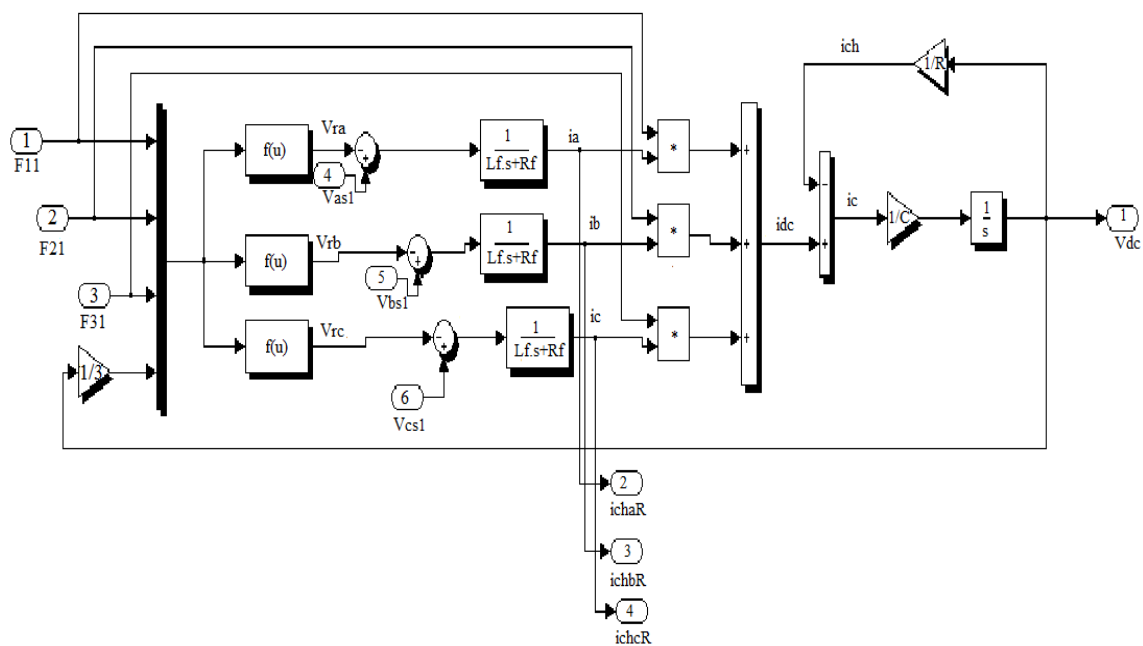 ich
1/R
1
F11
2
F21
3
F31
1/3
f(u)
Vra
4
Vas1
1
Lf.s+Rf
ia
*
+
f(u)
Vrb
5
Vbs1
1
Lf.s+Rf
ib
*
+
f(u)
Vrc
6
Vcs1
1
Lf.s+Rf
ic
*
+
idc
-
+
ic
1/C
1
s
1
Vdc
-
+
-
+
-
+
2
ichaR
3
ichbR
4
ichcR